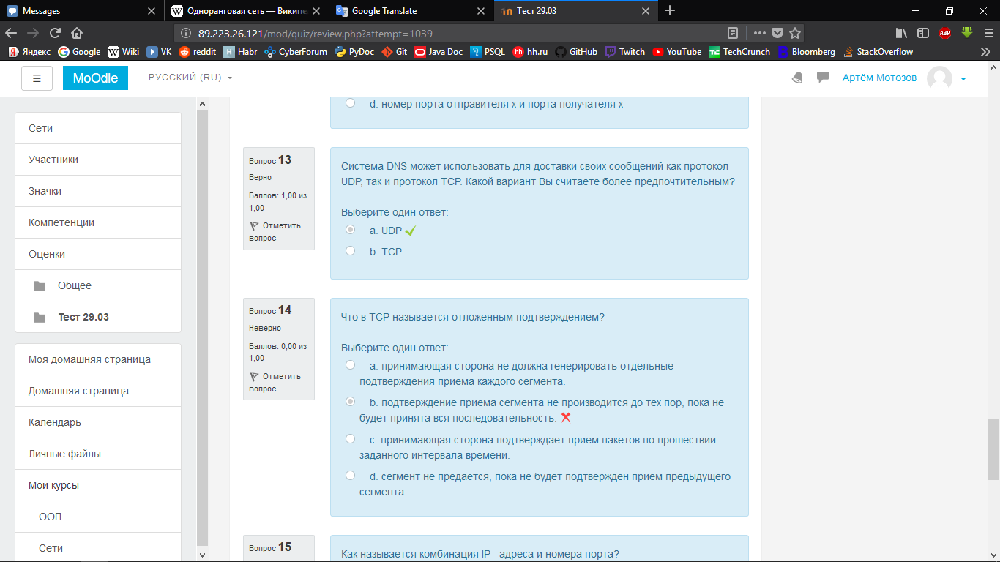 Messages
Одноранговая сеть — Википе
Google Translate
Тест 29.03
89.223.26.121/mod/quiz/review.php?attempt=1039
ABP
Яндекс Google Wiki VK reddit Habr CyberForum PyDoc Git Java Doc PSQL hh.ru GitHub Twitch YouTube TechCrunch Bloomberg StackOverflow
MoOdle
РУССКИЙ (RU)
Артём Мотозов
Сети
Участники
Значки
Компетенции
Оценки
Общее
Тест 29.03
Моя домашняя страница
Домашняя страница
Календарь
Личные файлы
Мои курсы
ООП
Сети
d. номер порта отправителя x и порта получателя x
Вопрос 13
Верно
Баллов: 1,00 из
1,00
Отметить
вопрос
Система DNS может использовать для доставки своих сообщений как протокол
UDP, так и протокол TCP. Какой вариант Вы считаете более предпочтительным?
Выберите один ответ:
a. UDP
b. TCP
Вопрос 14
Неверно
Баллов: 0,00 из
1,00
Отметить
вопрос
Что в TCP называется отложенным подтверждением?
Выберите один ответ:
a. принимающая сторона не должна генерировать отдельные
подтверждения приема каждого сегмента.
b. подтверждение приема сегмента не производится до тех пор, пока не
будет принята вся последовательность.
c. принимающая сторона подтверждает прием пакетов по прошествии
заданного интервала времени.
d. сегмент не предается, пока не будет подтвержден прием предыдущего
сегмента.
Вопрос 15
Как называется комбинация IP –адреса и номера порта?